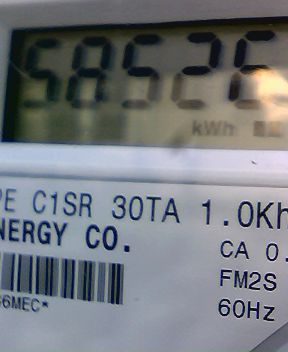 58526
kWh
PE C1SR 30TA 1.0Kh
NERGY CO.
CA 0.
FM2S
60Hz
6MEC*